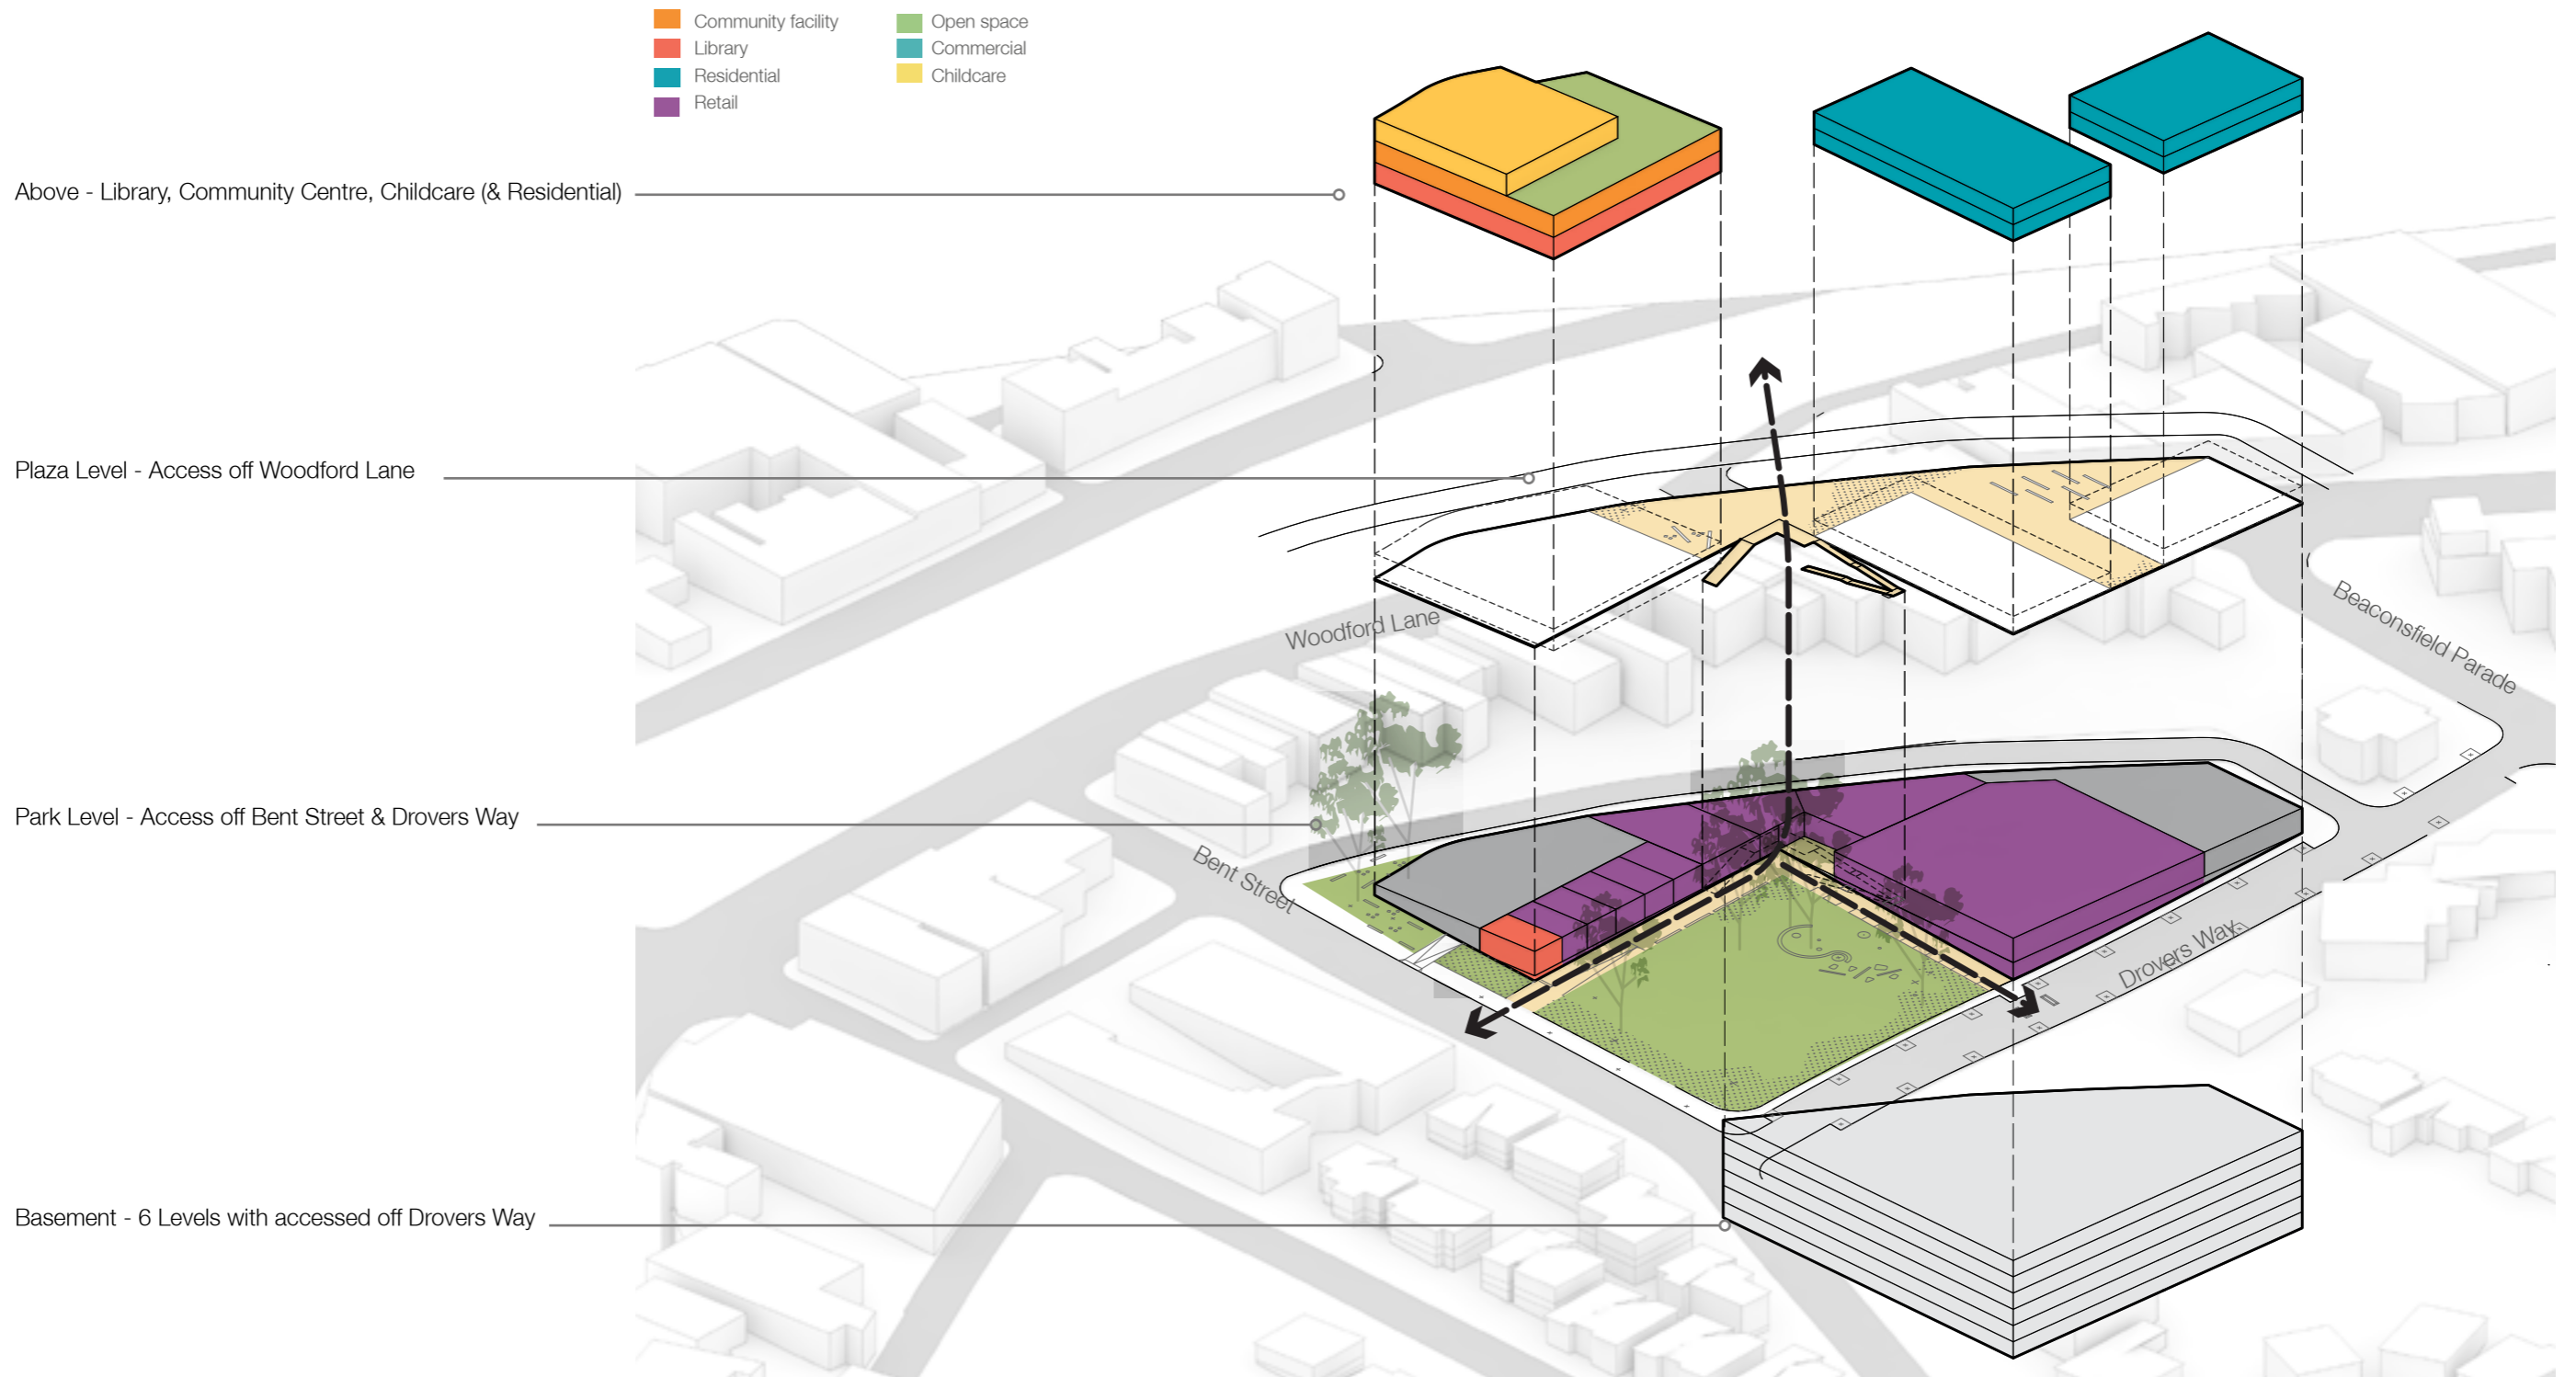 Community facility
Library
Residential
Retail
Open space
Commercial
Childcare
Above - Library, Community Centre, Childcare (& Residential)
Plaza Level - Access off Woodford Lane
Woodford Lane
Beaconsfield Parade
Park Level - Access off Bent Street & Drovers Way
Bent Street
Drovers Way
Basement - 6 Levels with accessed off Drovers Way